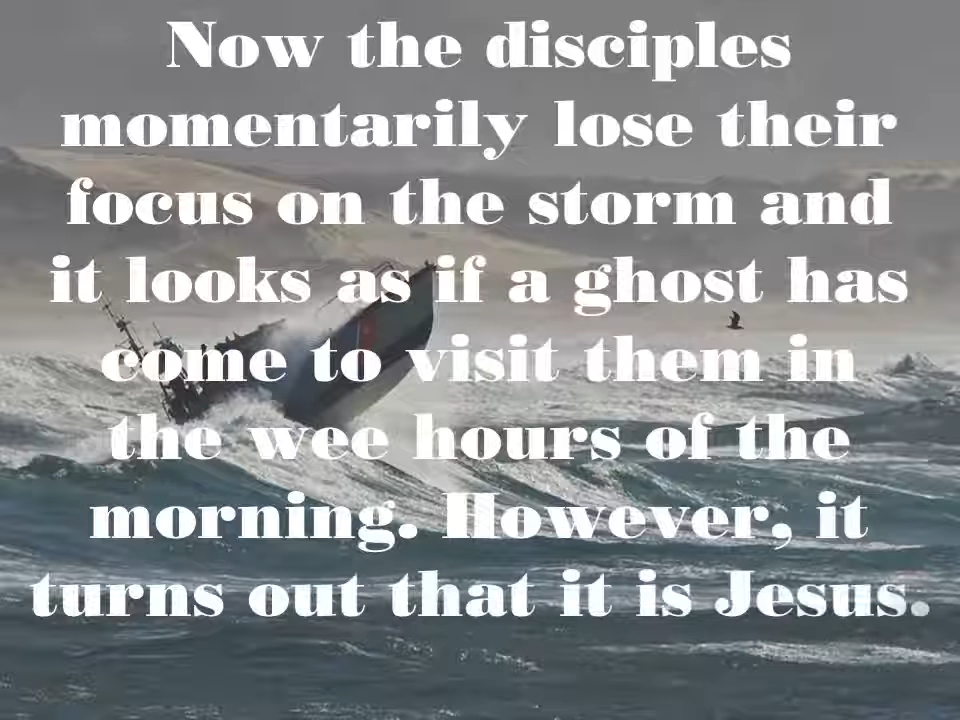 Now the disciples
momentarily lose their
focus on the storm and
it looks as if a ghost has
come to visit them in
the wee hours of the
morning. However, it
turns out that it is Jesus.